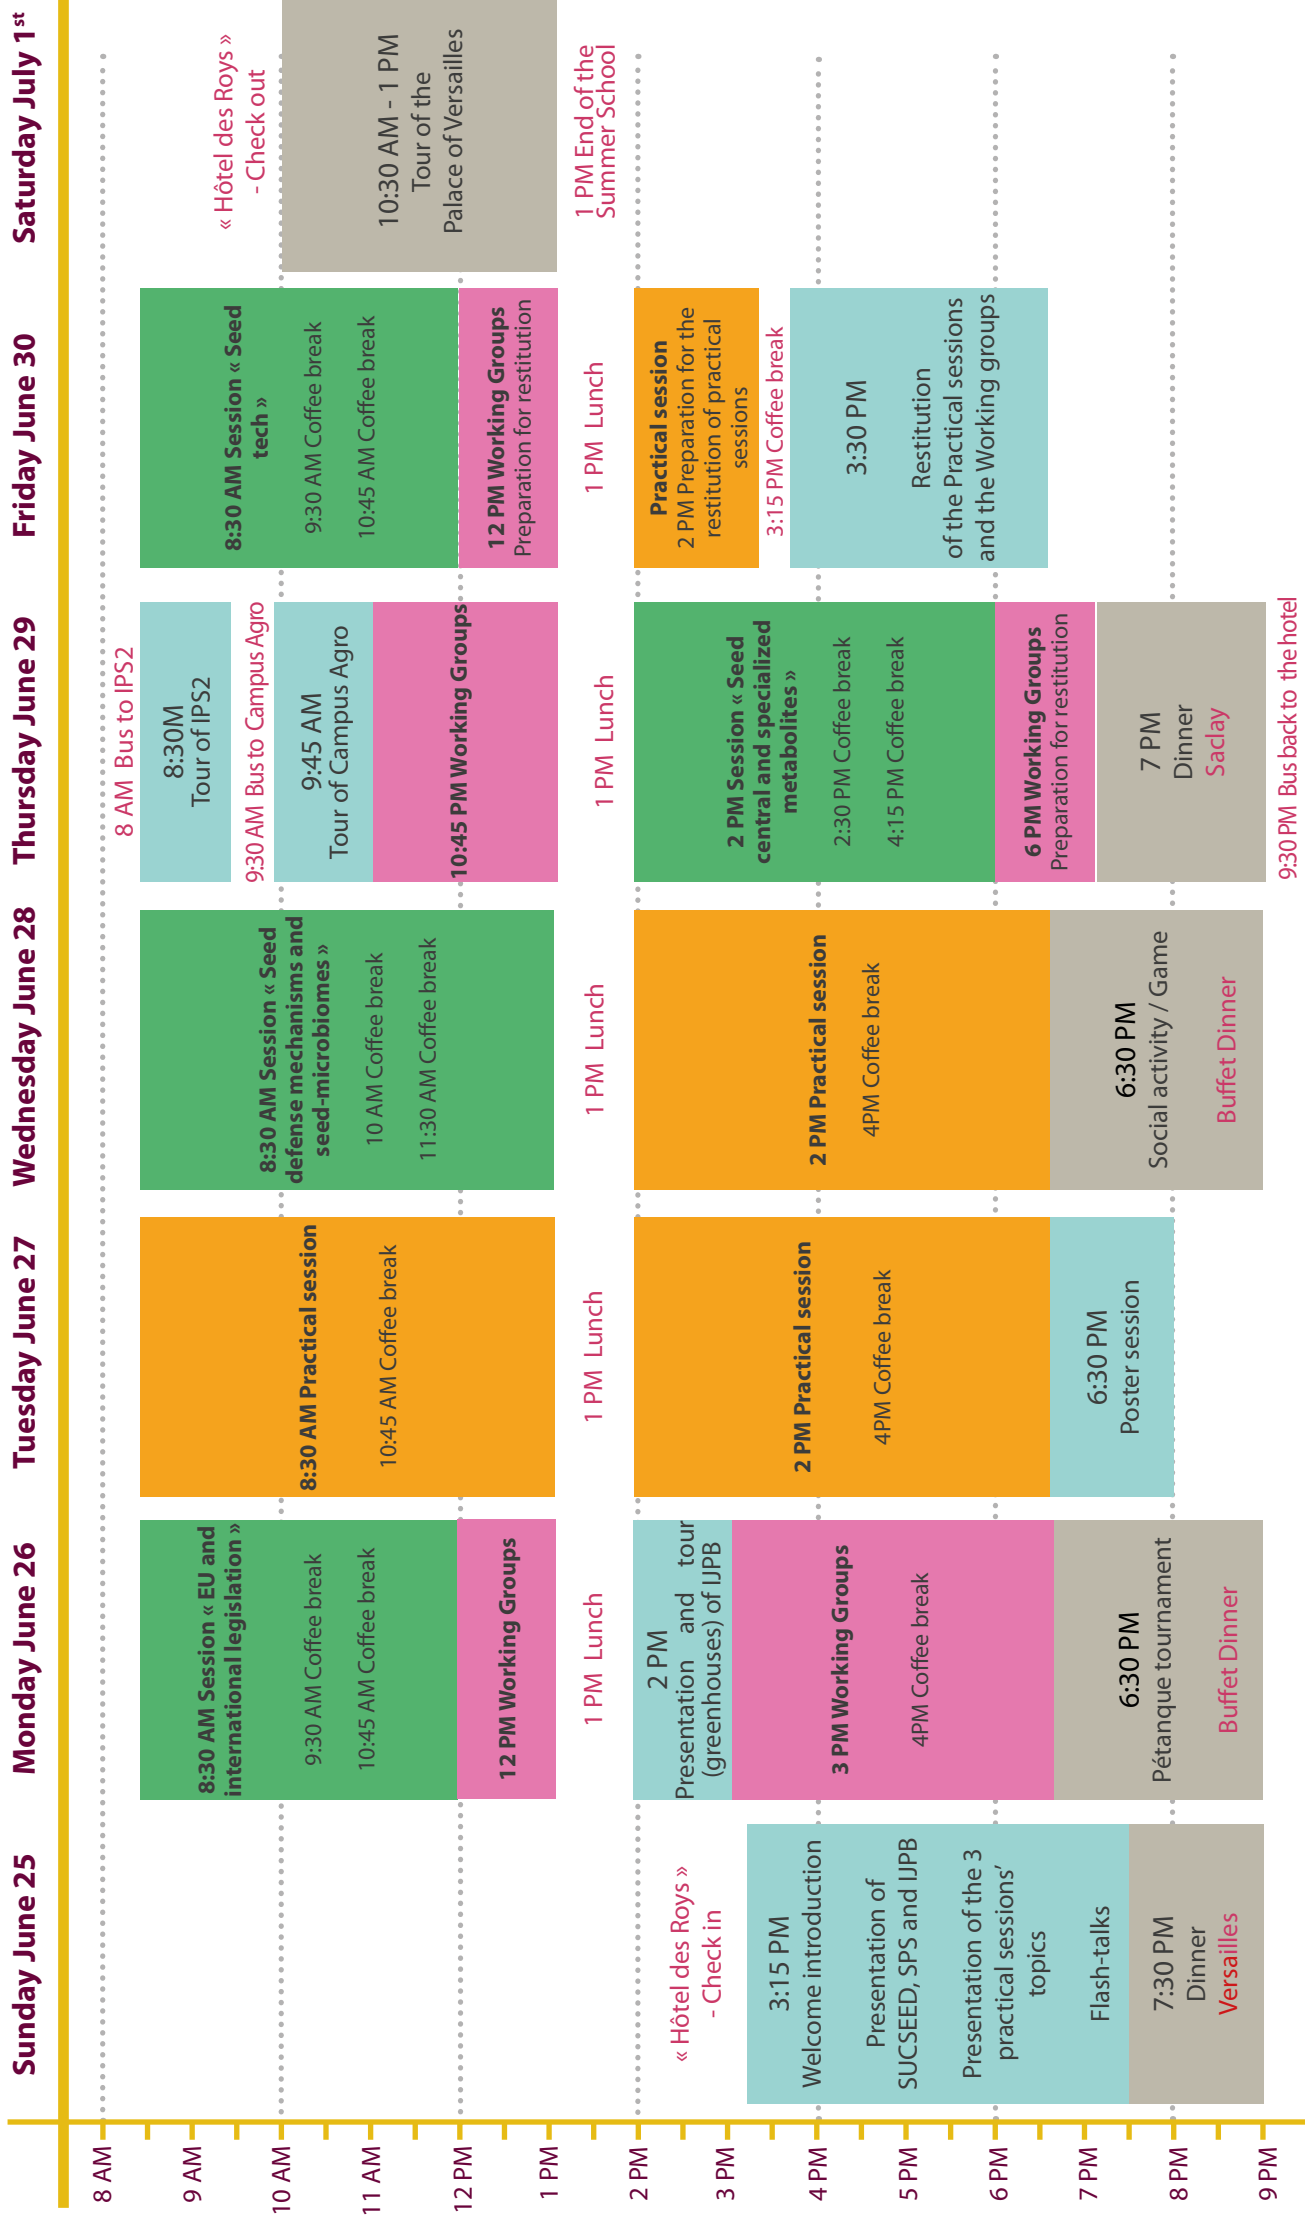 Sunday June 25
Monday June 26
Tuesday June 27
Wednesday June 28
Thursday June 29
Friday June 30
Saturday July 1st
8 AM
9 AM
10 AM
11 AM
12 PM
1 PM
2 PM
3 PM
4 PM
5 PM
6 PM
7 PM
8 PM
9 PM
« Hôtel des Roys »
- Check in
3:15 PM
Welcome introduction
Presentation of
SUCSEED, SPS and IJPB
Presentation of the 3
practical sessions’
topics
Flash-talks
7:30 PM
Dinner
Versailles
8:30 AM Session « EU and
international legislation »
9:30 AM Coffee break
10:45 AM Coffee break
12 PM Working Groups
1 PM Lunch
2 PM
Presentation and tour
(greenhouses) of IJPB
3 PM Working Groups
4PM Coffee break
6:30 PM
Pétanque tournament
Buffet Dinner
8:30 AM Practical session
10:45 AM Coffee break
1 PM Lunch
2 PM Practical session
4PM Coffee break
6:30 PM
Poster session
8:30 AM Session « Seed
defense mechanisms and
seed-microbiomes »
10 AM Coffee break
11:30 AM Coffee break
1 PM Lunch
2 PM Practical session
4PM Coffee break
6:30 PM
Social activity / Game
Buffet Dinner
8 AM Bus to IPS2
8:30M
Tour of IPS2
9:30 AM Bus to Campus Agro
9:45 AM
Tour of Campus Agro
10:45 PM Working Groups
1 PM Lunch
2 PM Session « Seed
central and specialized
metabolites »
2:30 PM Coffee break
4:15 PM Coffee break
6 PM Working Groups
Preparation for restitution
7 PM
Dinner
Saclay
9:30 PM Bus back to the hotel
8:30 AM Session « Seed
tech »
9:30 AM Coffee break
10:45 AM Coffee break
12 PM Working Groups
Preparation for restitution
1 PM Lunch
Practical session
2 PM Preparation for the
restitution of practical
sessions
3:15 PM Coffee break
3:30 PM
Restitution
of the Practical sessions
and the Working groups
« Hôtel des Roys »
- Check out
10:30 AM - 1 PM
Tour of the
Palace of Versailles
1 PM End of the
Summer School